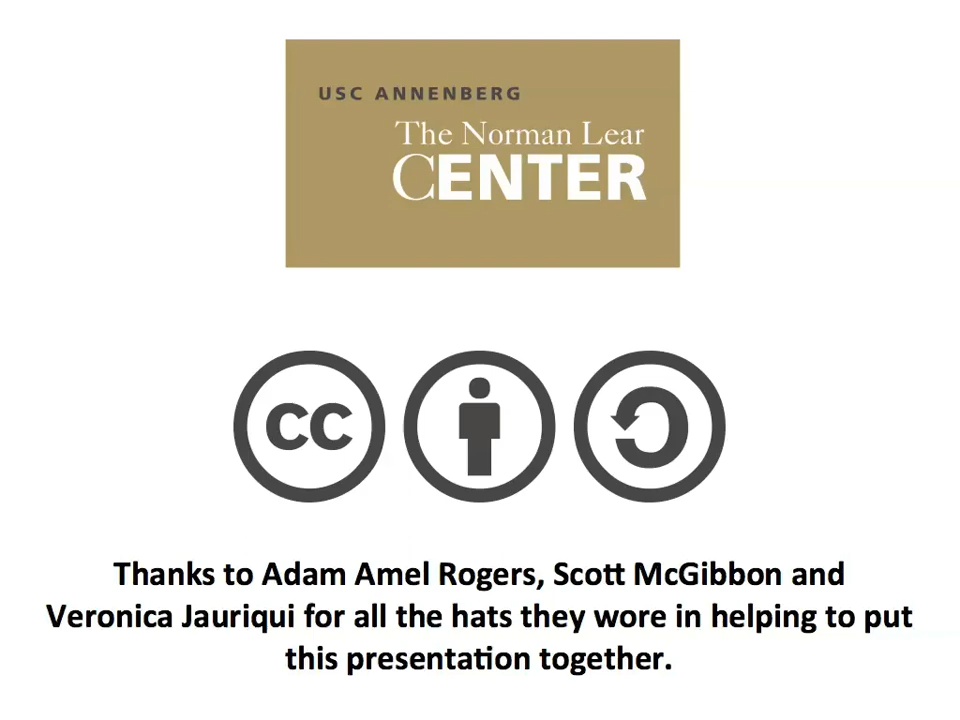 USC ANNENBERG
The Norman Lear
CENTER
cc
Thanks to Adam Amel Rogers, Scott McGibbon and
Veronica Jauriqui for all the hats they wore in helping to put
this presentation together.